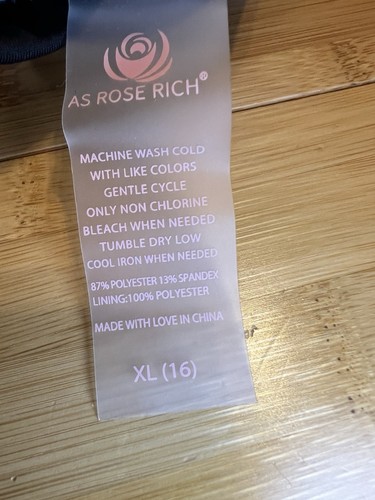 AS ROSE RICH®
MACHINE WASH COLD
WITH LIKE COLORS
GENTLE CYCLE
ONLY NON CHLORINE
BLEACH WHEN NEEDED
TUMBLE DRY LOW
COOL IRON WHEN NEEDED
87% POLYESTER 13% SPANDEX
LINING:100% POLYESTER
MADE WITH LOVE IN CHINA
XL (16)